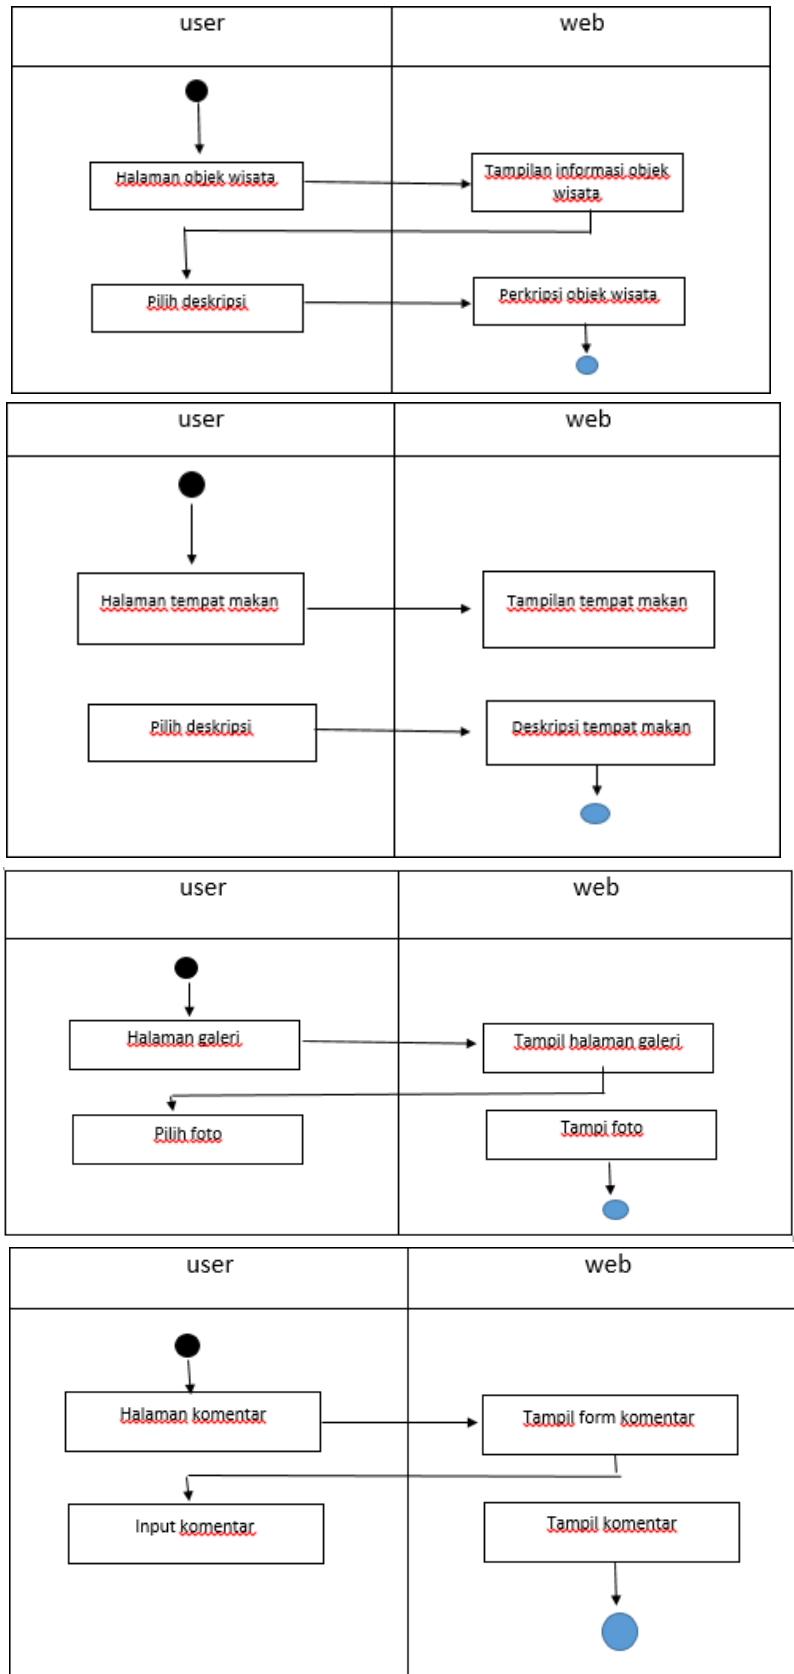 user
web
Halaman objek wisata
Tampilan informasi objek
wisata
Pilih deskripsi
Perkripsi objek wisata
user
web
Halaman tempat makan
Tampilan tempat makan
Pilih deskripsi
Deskripsi tempat makan
user
web
Halaman galeri
Tampil halaman galeri
Pilih foto
Tampi foto
user
web
Halaman komentar
Tampil form komentar
Input komentar
Tampil komentar